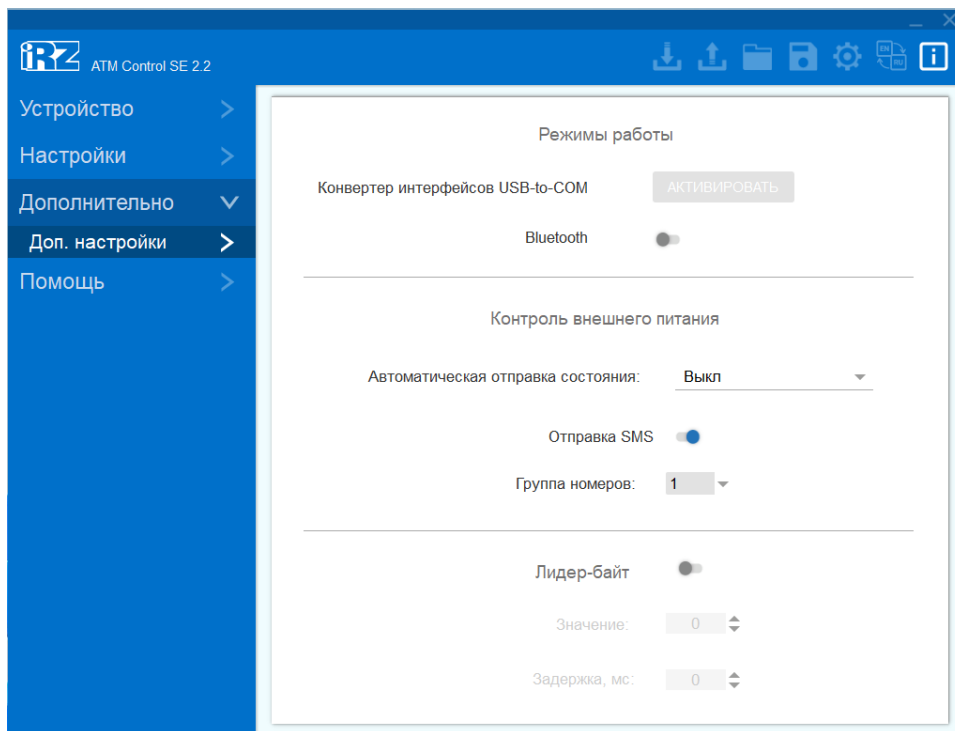 iRZ ATM Control SE 2.2
IN
RU
Устройство
Настройки
Дополнительно
Доп. настройки
Помощь
Режимы работы
Конвертер интерфейсов USB-to-COM АКТИВИРОВАТЬ
Bluetooth
Контроль внешнего питания
Автоматическая отправка состояния: Выкл
Отправка SMS
Группа номеров: 1
Лидер-байт
Значение: 0
Задержка, мс: 0